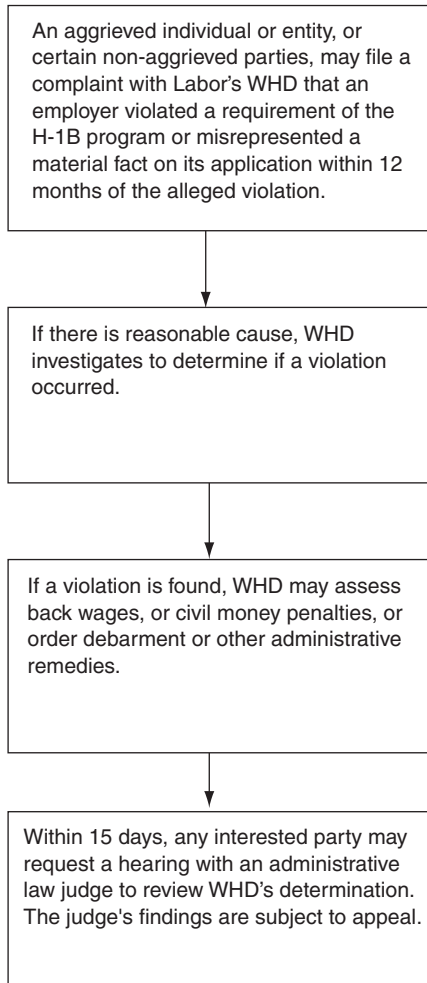 An aggrieved individual or entity, or
certain non-aggrieved parties, may file a
complaint with Labor’s WHD that an
employer violated a requirement of the
H-1B program or misrepresented a
material fact on its application within 12
months of the alleged violation.
If there is reasonable cause, WHD
investigates to determine if a violation
occurred.
If a violation is found, WHD may assess
back wages, or civil money penalties, or
order debarment or other administrative
remedies.
Within 15 days, any interested party may
request a hearing with an administrative
law judge to review WHD’s determination.
The judge's findings are subject to appeal.